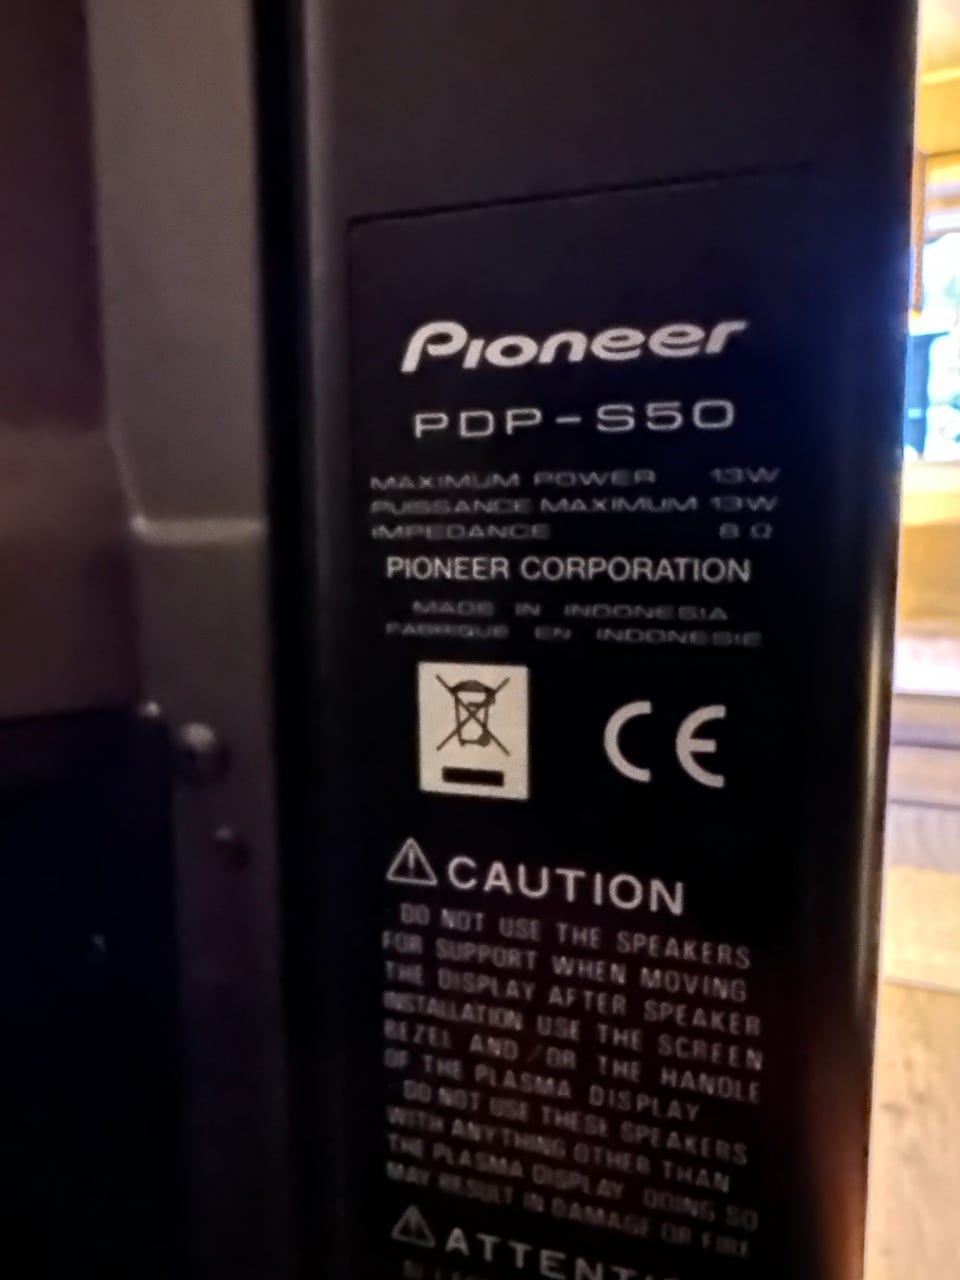 Pioneer
PDP-S50
MAXIMUM POWER 13W
PUISSANCE MAXIMUM 13W
IMPEDANCE 8 Ω
PIONEER CORPORATION
MADE IN INDONESIA
FABRIQUE EN INDONESIE
CE
CAUTION
DO NOT USE THE SPEAKERS
FOR SUPPORT WHEN MOVING
THE DISPLAY AFTER SPEAKER
INSTALLATION USE THE SCREEN
BEZEL AND/OR THE HANDLE
OF THE PLASMA DISPLAY
DO NOT USE THESE SPEAKERS
WITH ANYTHING OTHER THAN
THE PLASMA DISPLAY. DOING SO
MAY RESULT IN DAMAGE OR FIRE
ATTENTI